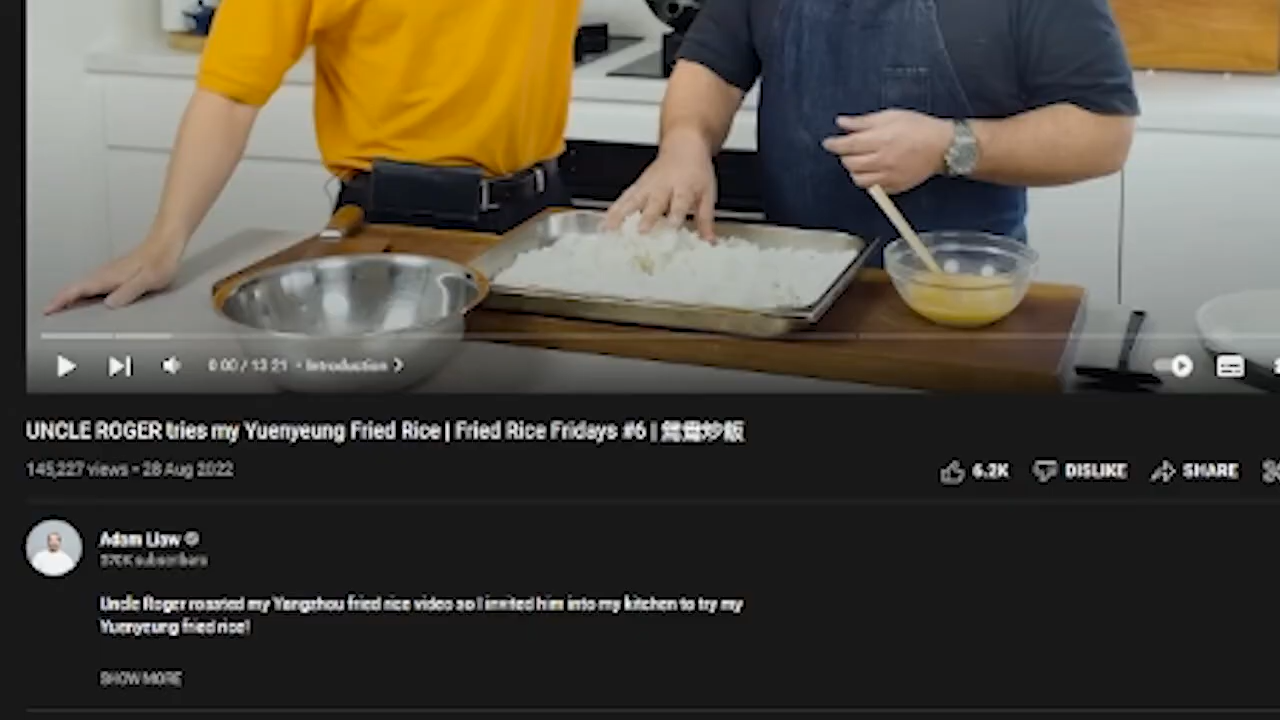 0:00 / 13:21 • Introduction
UNCLE ROGER tries my Yuenyeung Fried Rice | Fried Rice Fridays #6 | 鴛鴦炒飯
145,227 views • 28 Aug 2022
6.2K DISLIKE SHARE
Adam Liaw
subscribers
Uncle Roger roasted my Yangzhou fried rice video so I invited him into my kitchen to try my
Yuenyeung fried rice!
SHOW MORE